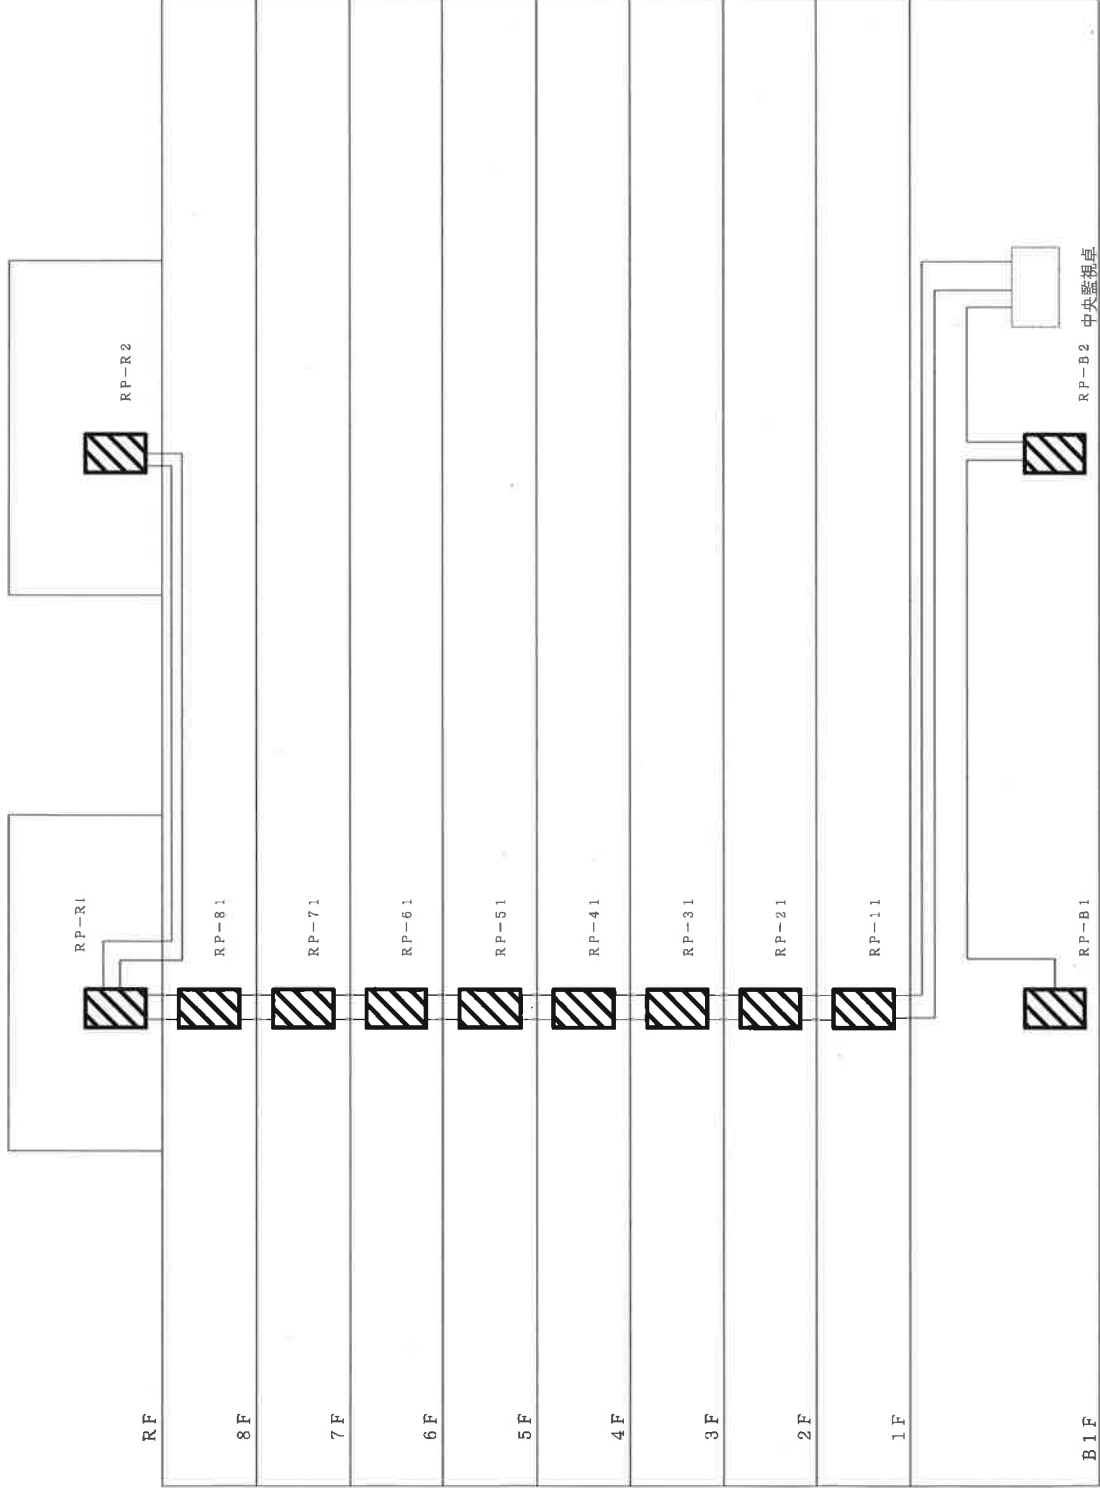 RF
8F
7F
6F
5F
4F
3F
2F
1F
B1F
RP-R1
RP-R2
RP-81
RP-71
RP-61
RP-51
RP-41
RP-31
RP-21
RP-11
RP-B1
RP-B2
中央監視卓